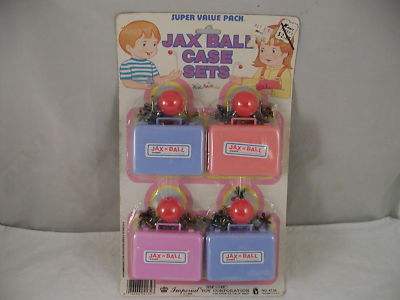 SUPER VALUE PACK
JAX BALL
CASE
SETS
JAX BALL
JAX BALL
JAX BALL
JAX BALL
Imperial TOY CORPORATION